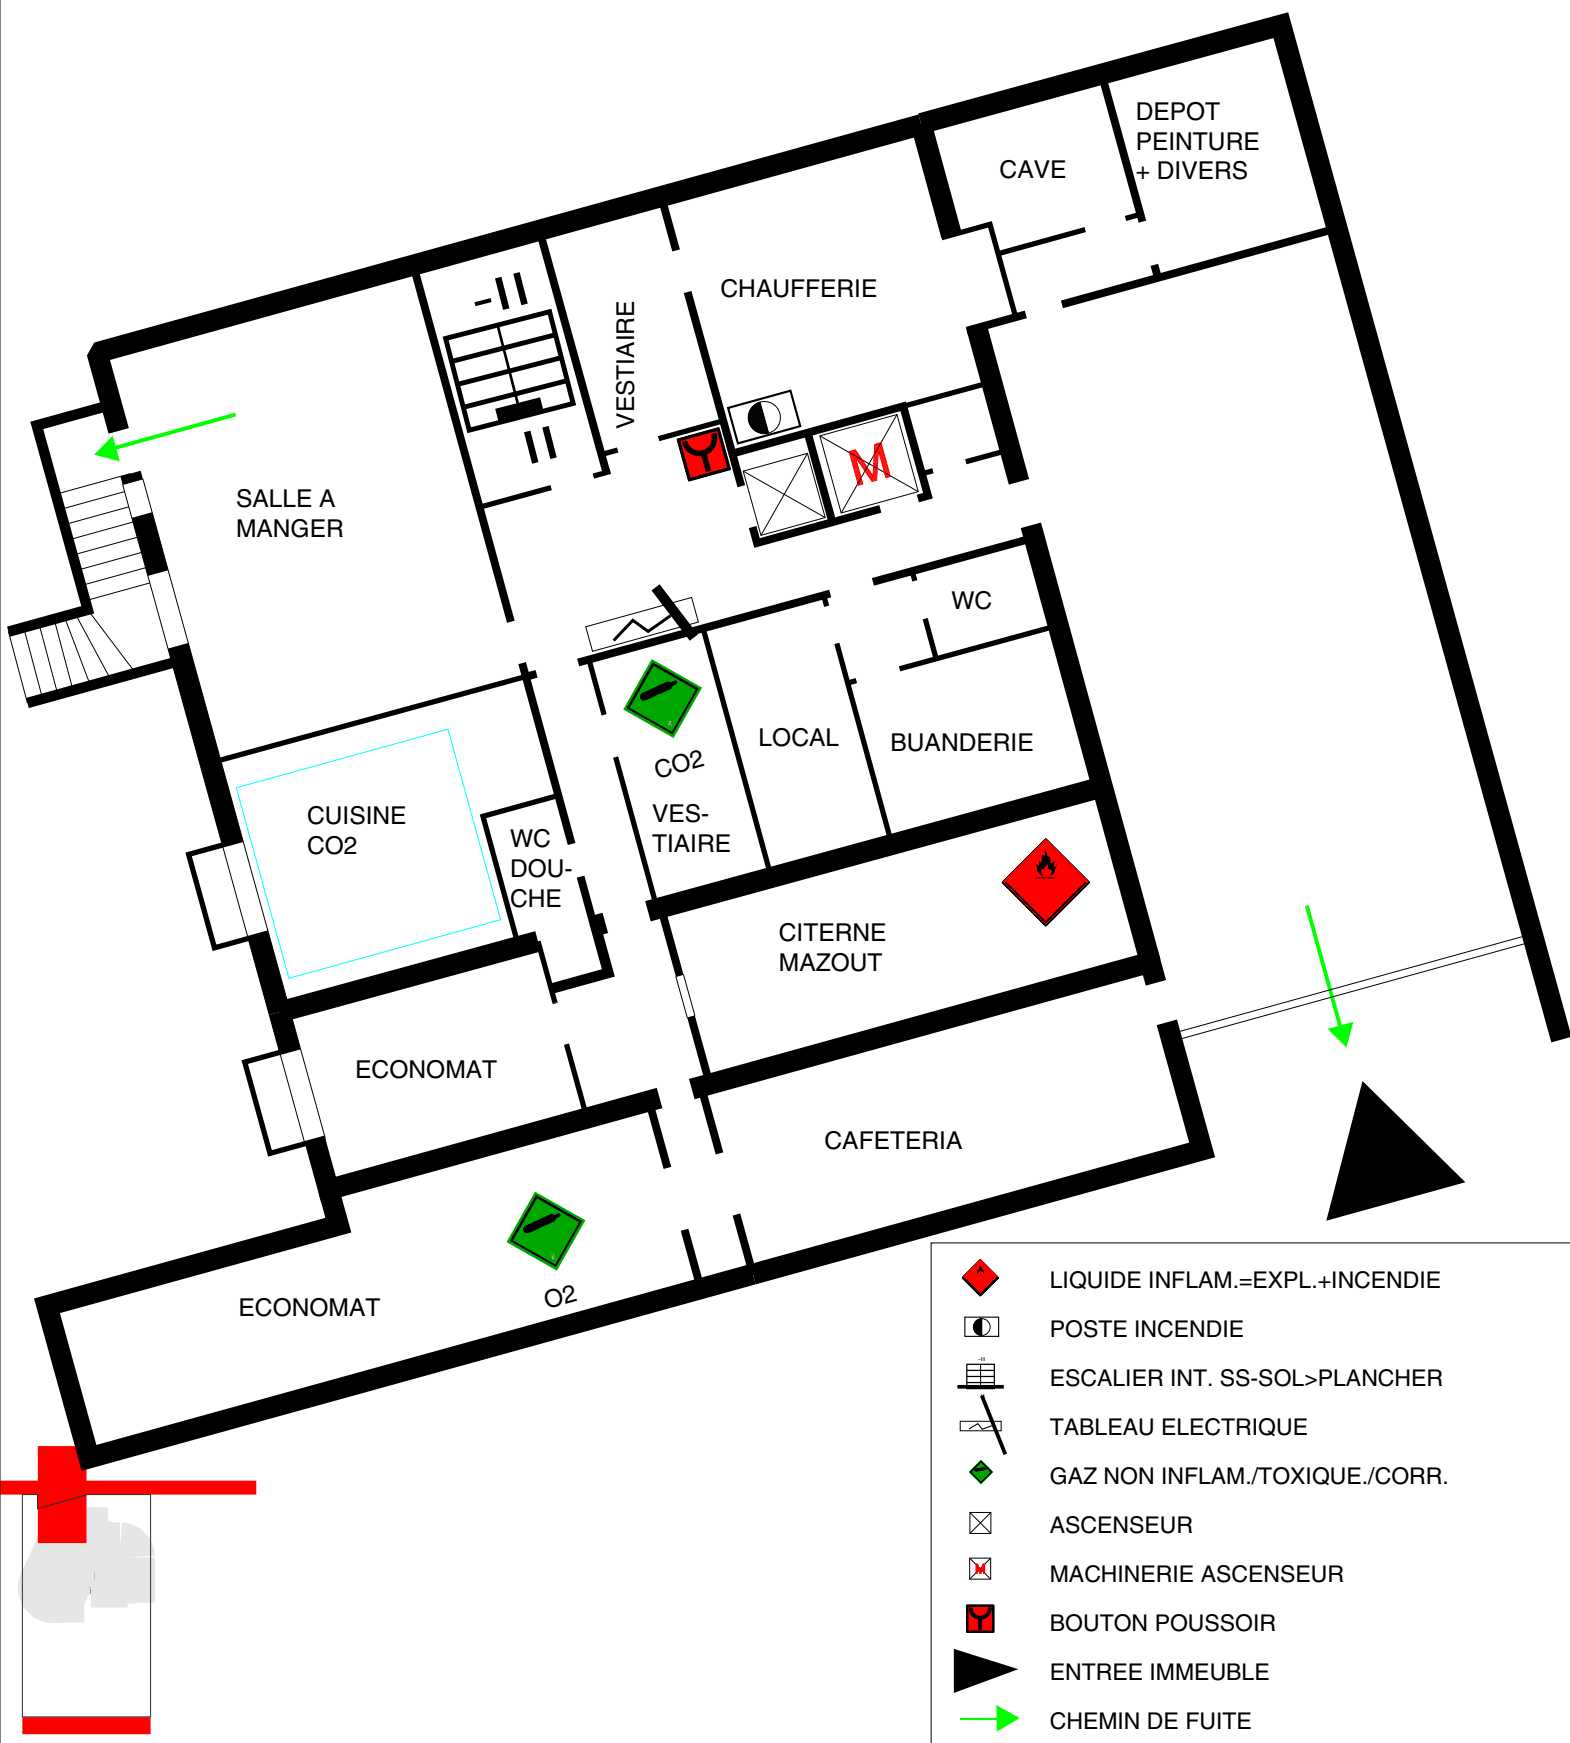 DEPOT
PEINTURE
+ DIVERS
CAVE
CHAUFFERIE
VESTIAIRE
M
SALLE A
MANGER
WC
LOCAL
BUANDERIE
CO2
VES-
TIAIRE
CUISINE
CO2
WC
DOU-
CHE
CITERNE
MAZOUT
ECONOMAT
CAFETERIA
ECONOMAT
O2
LIQUIDE INFLAM.=EXPL.+INCENDIE
POSTE INCENDIE
-II
ESCALIER INT. SS-SOL>PLANCHER
TABLEAU ELECTRIQUE
GAZ NON INFLAM./TOXIQUE./CORR.
ASCENSEUR
M
MACHINERIE ASCENSEUR
BOUTON POUSSOIR
ENTREE IMMEUBLE
CHEMIN DE FUITE